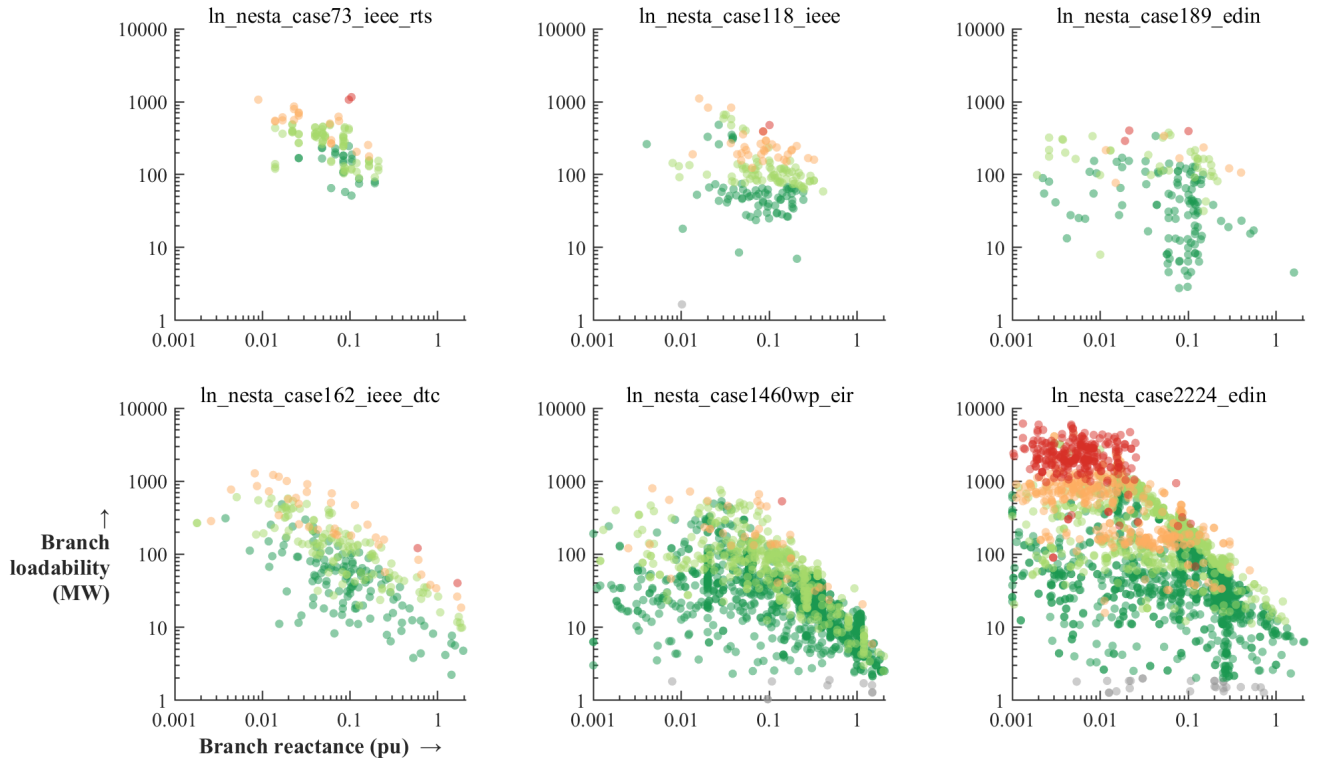 ln_nesta_case73_ieee_rts
ln_nesta_case118_ieee
ln_nesta_case189_edin
10000
1000
100
10
1
0.001 0.01 0.1 1
10000
1000
100
10
1
0.001 0.01 0.1 1
10000
1000
100
10
1
0.001 0.01 0.1 1
ln_nesta_case162_ieee_dtc
ln_nesta_case1460wp_eir
ln_nesta_case2224_edin
10000
1000
100
10
1
0.001 0.01 0.1 1
10000
1000
100
10
1
0.001 0.01 0.1 1
10000
1000
100
10
1
0.001 0.01 0.1 1
↑
Branch
loadability
(MW)
Branch reactance (pu) →